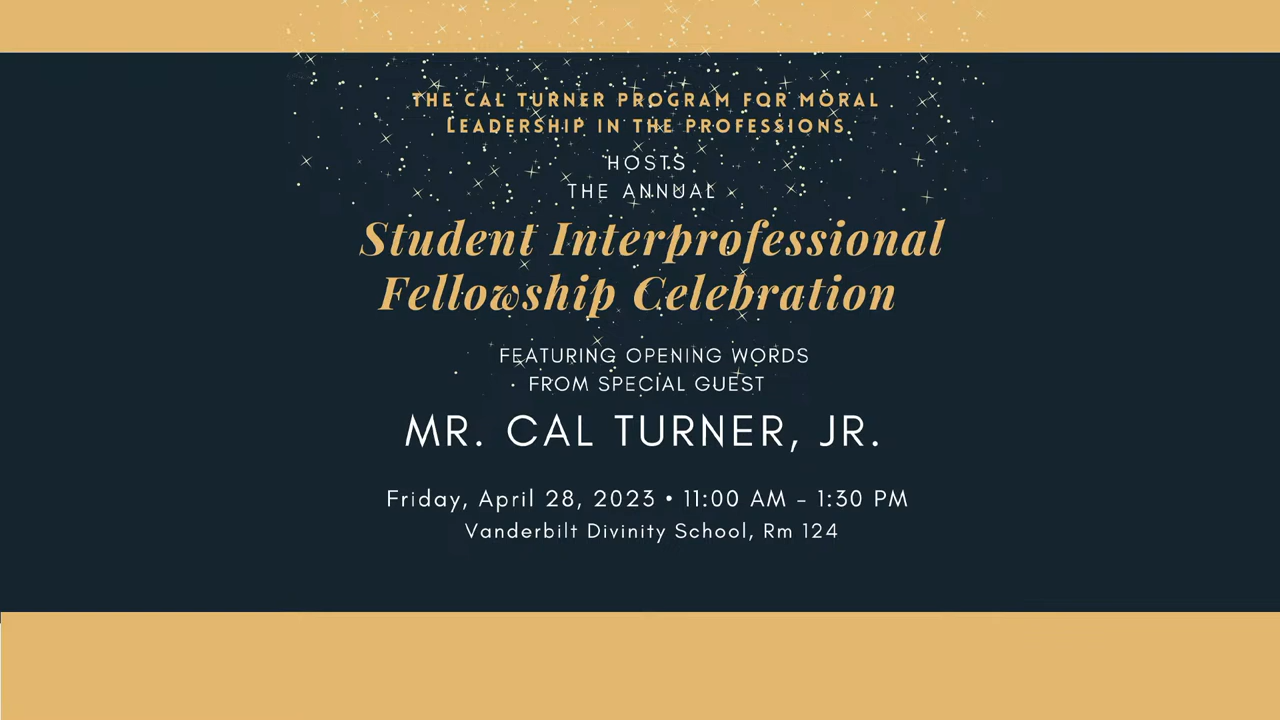 THE CAL TURNER PROGRAM FOR MORAL
LEADERSHIP IN THE PROFESSIONS
HOSTS
THE ANNUAL
Student Interprofessional
Fellowship Celebration
FEATURING OPENING WORDS
FROM SPECIAL GUEST
MR. CAL TURNER, JR.
Friday, April 28, 2023 • 11:00 AM – 1:30 PM
Vanderbilt Divinity School, Rm 124